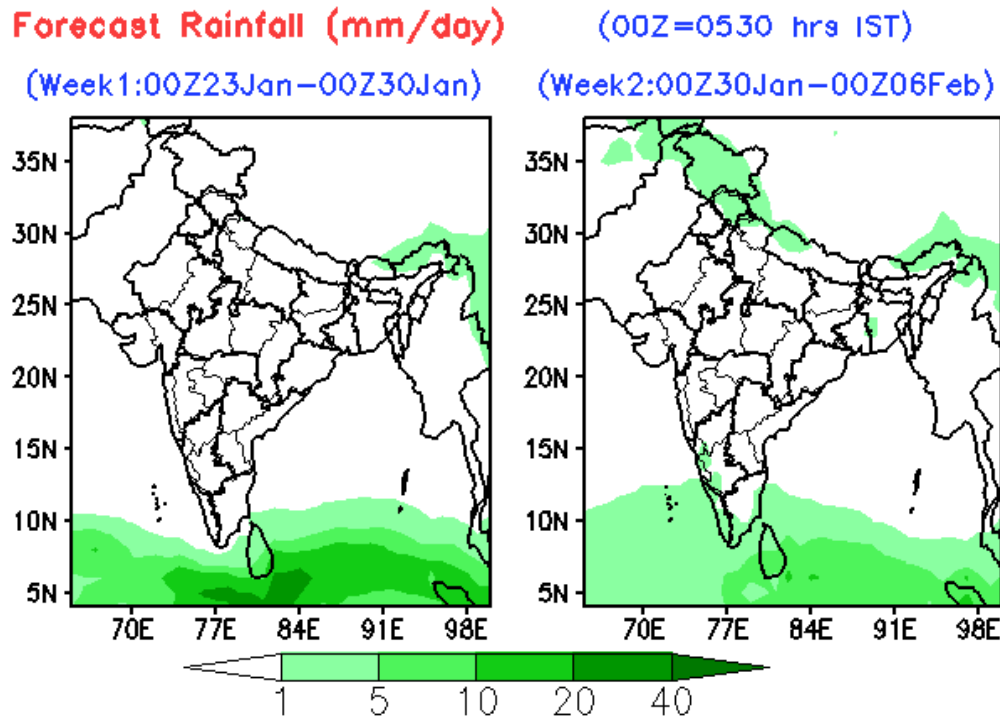 Forecast Rainfall (mm/day) (00Z=0530 hrs IST)
(Week1:00Z23Jan-00Z30Jan) (Week2:00Z30Jan-00Z06Feb)
35N 35N
30N 30N
25N 25N
20N 20N
15N 15N
10N 10N
5N 5N
70E 77E 84E 91E 98E 70E 77E 84E 91E 98E
1 5 10 20 40